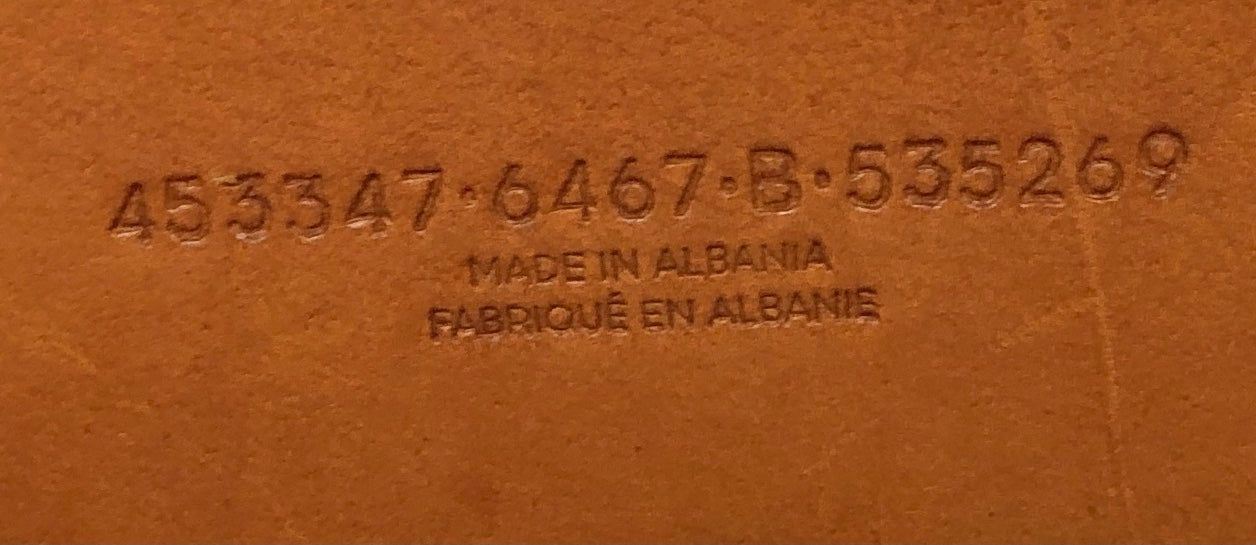 453347·6467·B·535269
MADE IN ALBANIA
FABRIQUÉ EN ALBANIE